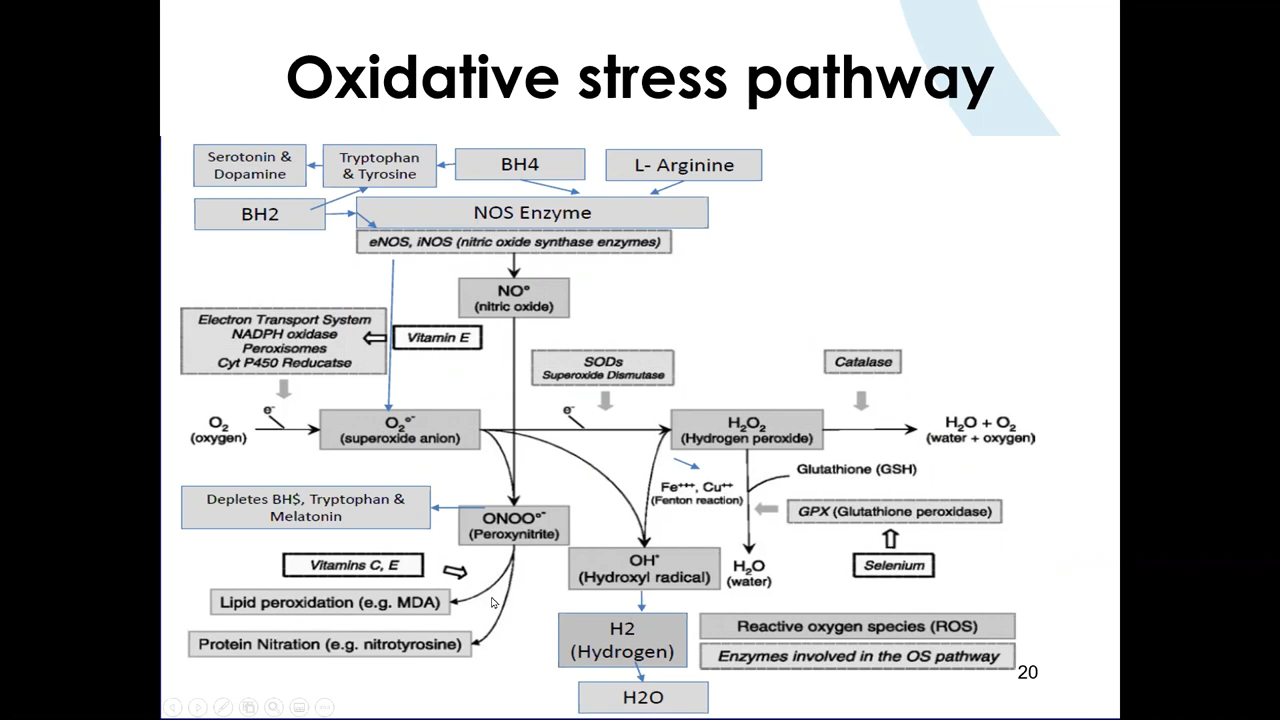 Oxidative stress pathway
Serotonin &
Dopamine
Tryptophan
& Tyrosine
BH4
L- Arginine
BH2
NOS Enzyme
eNOS, iNOS (nitric oxide synthase enzymes)
NO°
(nitric oxide)
Electron Transport System
NADPH oxidase
Peroxisomes
Cyt P450 Reducatse
Vitamin E
SODs
Superoxide Dismutase
Catalase
O₂
(oxygen)
e⁻
O₂°⁻
(superoxide anion)
e⁻
H₂O₂
(Hydrogen peroxide)
H₂O + O₂
(water + oxygen)
Glutathione (GSH)
Fe⁺⁺⁺, Cu⁺⁺
(Fenton reaction)
Depletes BH$, Tryptophan &
Melatonin
ONOO°⁻
(Peroxynitrite)
GPX (Glutathione peroxidase)
Vitamins C, E
OH•
(Hydroxyl radical)
H₂O
(water)
Selenium
Lipid peroxidation (e.g. MDA)
Protein Nitration (e.g. nitrotyrosine)
H2
(Hydrogen)
Reactive oxygen species (ROS)
Enzymes involved in the OS pathway
20
H2O